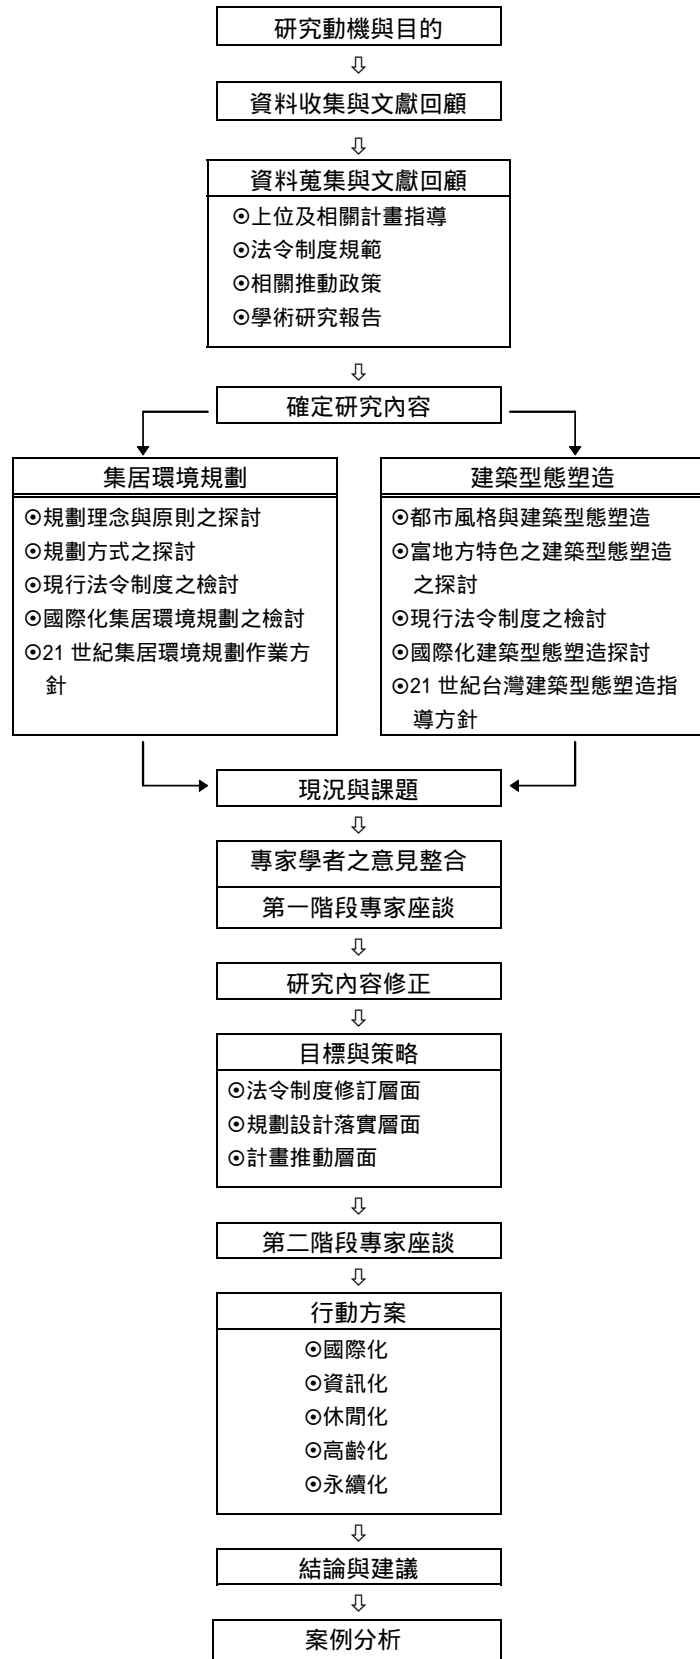 研究動機與目的
⇩
資料收集與文獻回顧
⇩
資料蒐集與文獻回顧
⊙上位及相關計畫指導
⊙法令制度規範
⊙相關推動政策
⊙學術研究報告
⇩
確定研究內容
集居環境規劃
⊙規劃理念與原則之探討
⊙規劃方式之探討
⊙現行法令制度之檢討
⊙國際化集居環境規劃之檢討
⊙21 世紀集居環境規劃作業方
針
建築型態塑造
⊙都市風格與建築型態塑造
⊙富地方特色之建築型態塑造
之探討
⊙現行法令制度之檢討
⊙國際化建築型態塑造探討
⊙21 世紀台灣建築型態塑造指
導方針
現況與課題
⇩
專家學者之意見整合
第一階段專家座談
⇩
研究內容修正
⇩
目標與策略
⊙法令制度修訂層面
⊙規劃設計落實層面
⊙計畫推動層面
⇩
第二階段專家座談
⇩
行動方案
⊙國際化
⊙資訊化
⊙休閒化
⊙高齡化
⊙永續化
⇩
結論與建議
⇩
案例分析